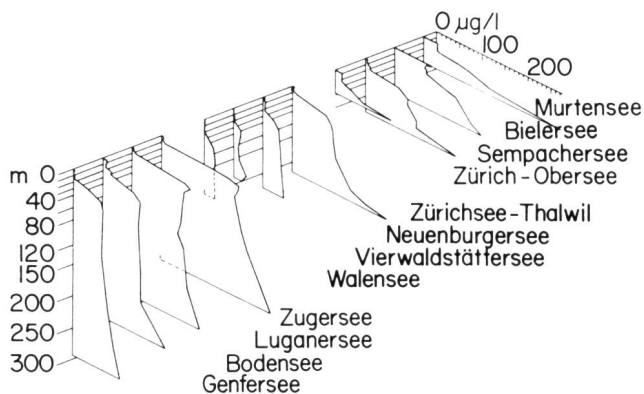 0 µg/l
100
200
Murtensee
Bielersee
Sempachersee
Zürich-Obersee
m 0
40
80
120
150
200
250
300
Zürichsee-Thalwil
Neuenburgersee
Vierwaldstättersee
Walensee
Zugersee
Luganersee
Bodensee
Genfersee